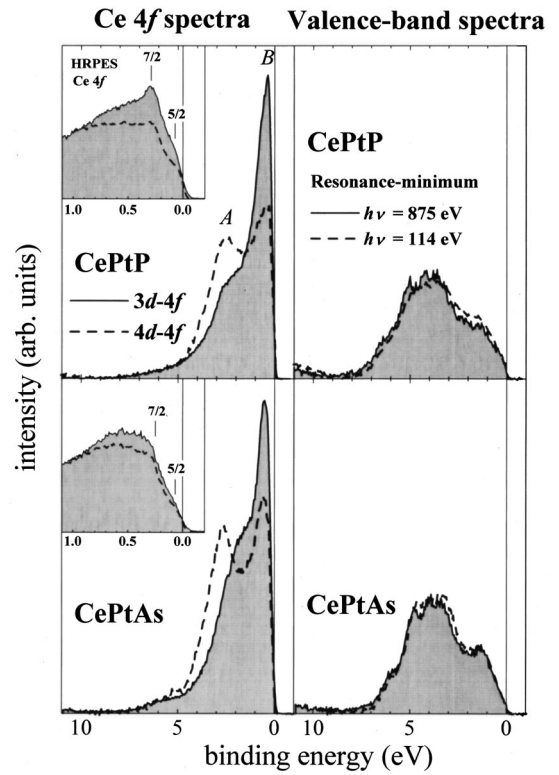 Ce 4f spectra
Valence-band spectra
HRPES
Ce 4f
7/2
5/2
1.0 0.5 0.0
A
B
CePtP
3d-4f
4d-4f
CePtP
Resonance-minimum
hν = 875 eV
hν = 114 eV
7/2
5/2
1.0 0.5 0.0
CePtAs
CePtAs
10 5 0
10 5 0
intensity (arb. units)
binding energy (eV)